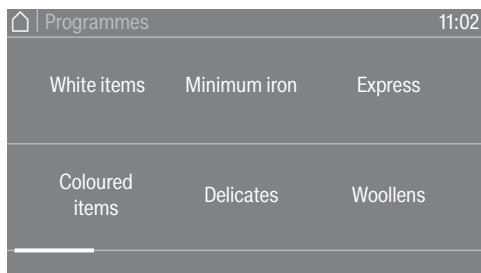 Programmes 11:02
White items Minimum iron Express
Coloured
items Delicates Woollens